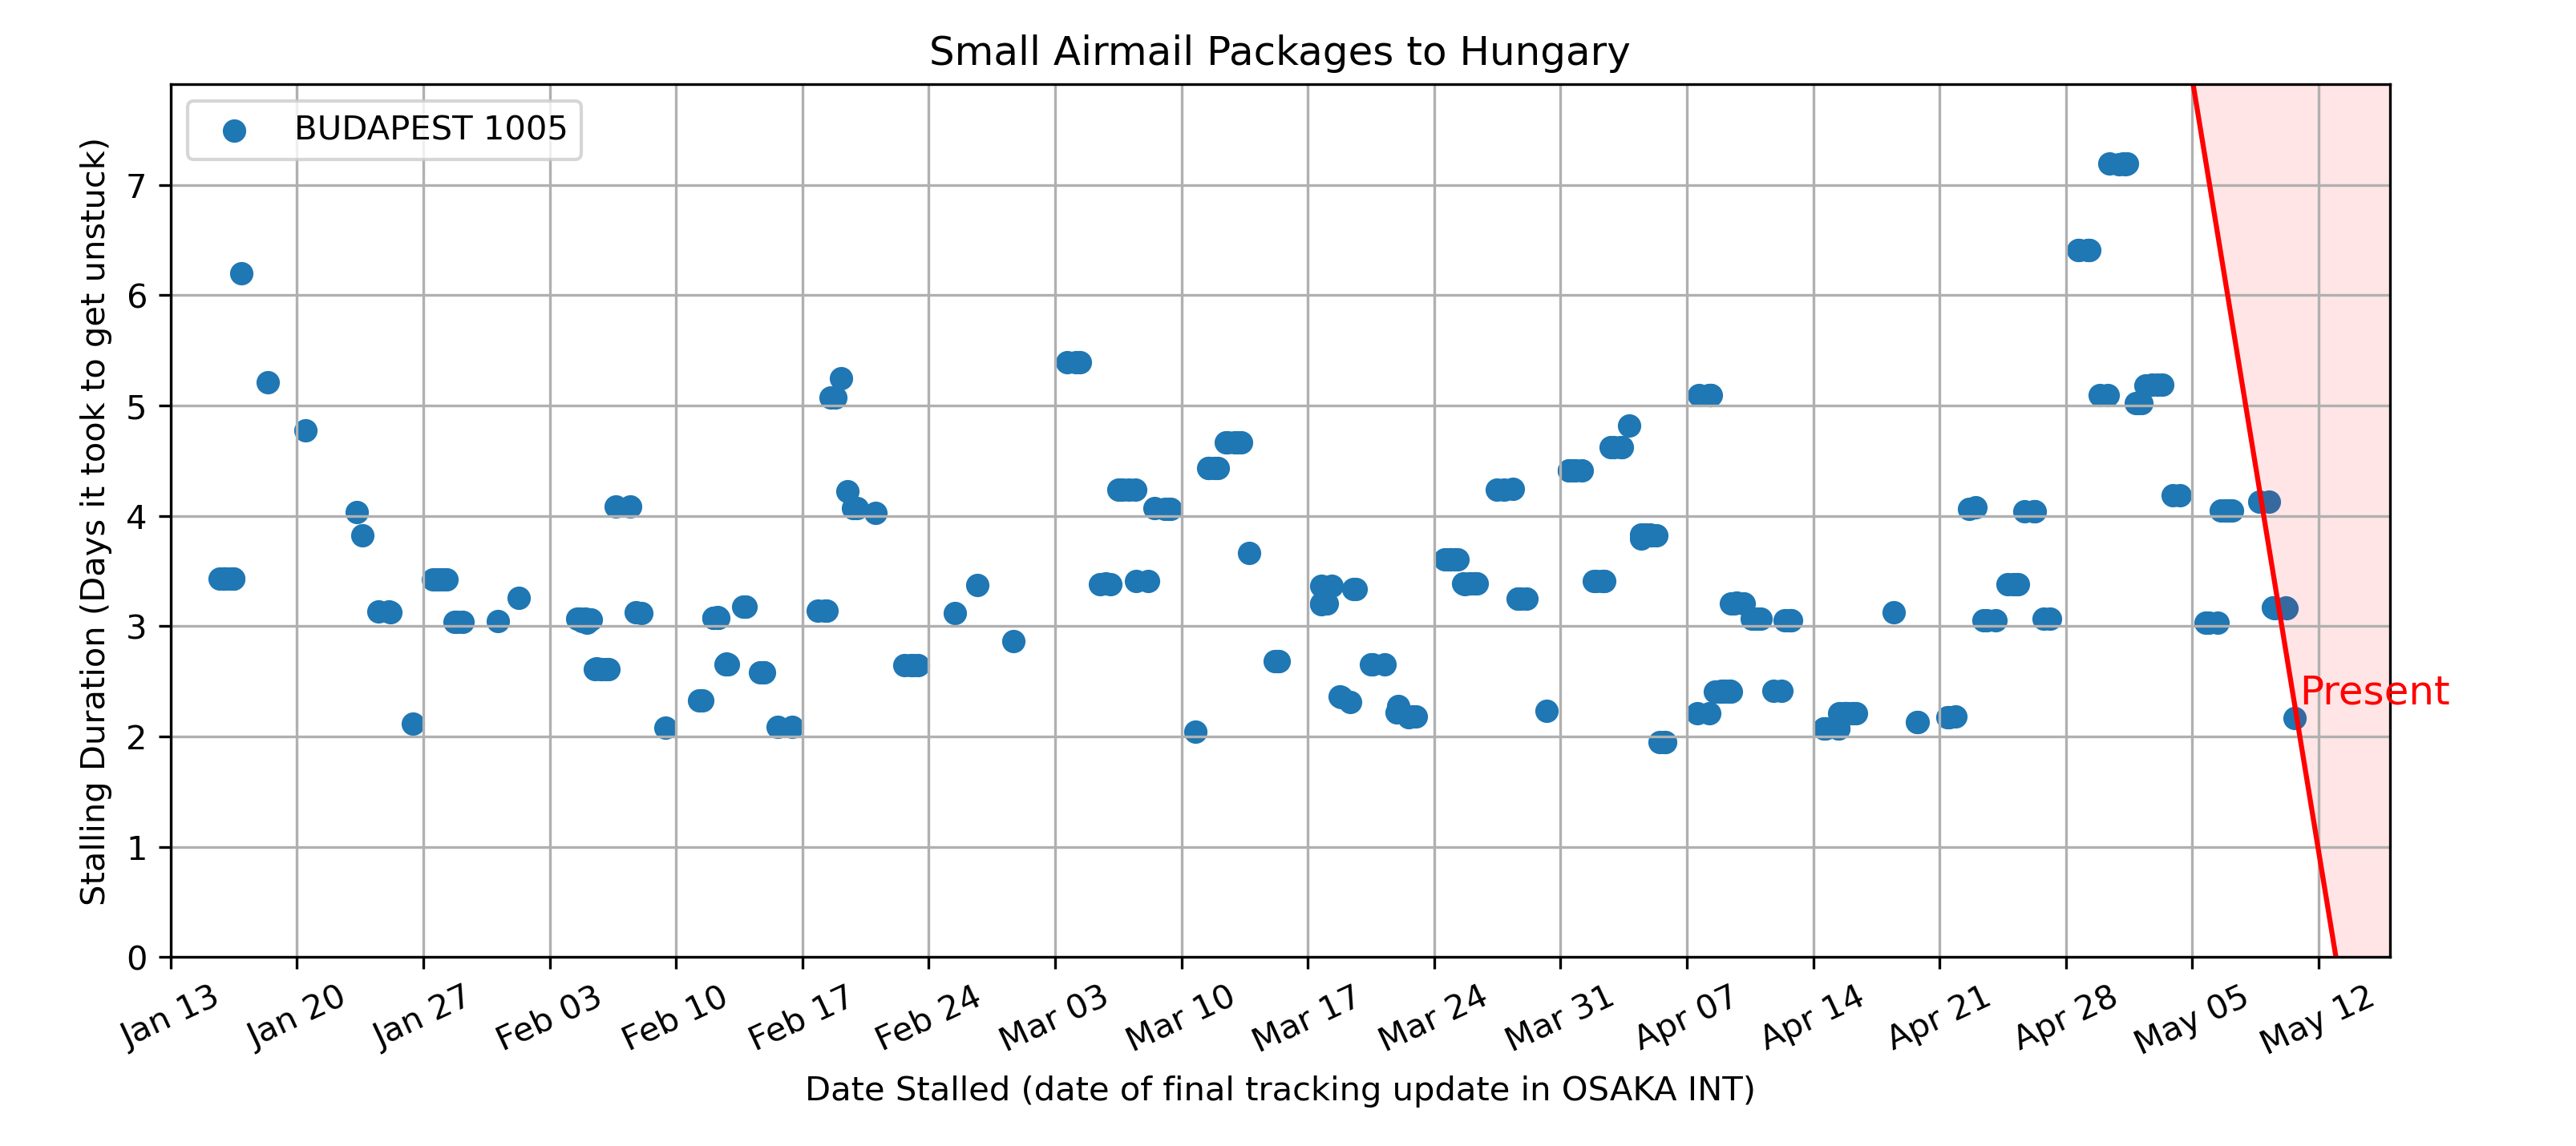 Small Airmail Packages to Hungary
BUDAPEST 1005
Stalling Duration (Days it took to get unstuck)
7
6
5
4
3
2
1
0
Present
Jan 13
Jan 20
Jan 27
Feb 03
Feb 10
Feb 17
Feb 24
Mar 03
Mar 10
Mar 17
Mar 24
Mar 31
Apr 07
Apr 14
Apr 21
Apr 28
May 05
May 12
Date Stalled (date of final tracking update in OSAKA INT)